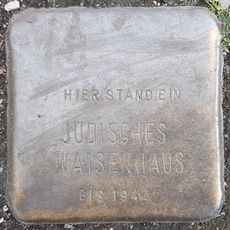 HIER STAND EIN
JÜDISCHES
WAISENHAUS
BIS 1942